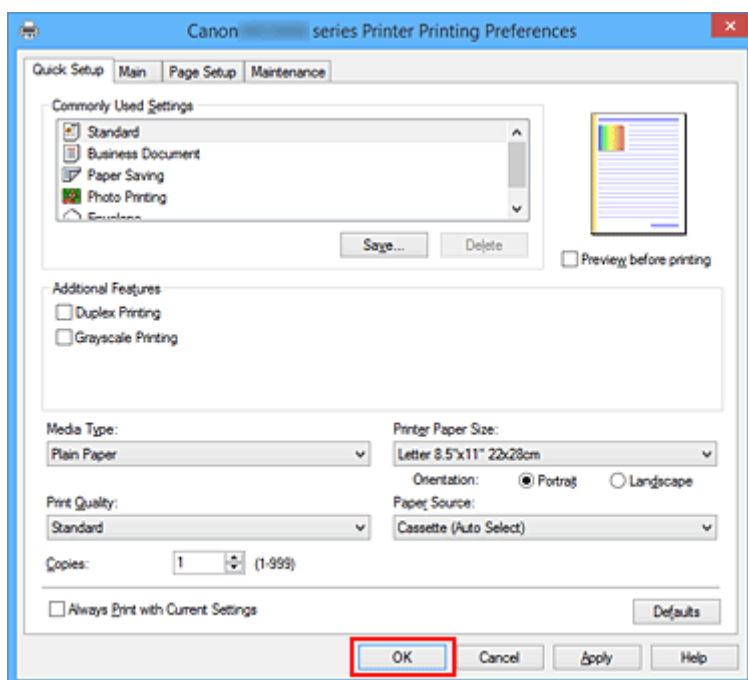 Canon series Printer Printing Preferences
Quick Setup Main Page Setup Maintenance
Commonly Used Settings
Standard
Business Document
Paper Saving
Photo Printing
Envelope
Save... Delete
Preview before printing
Additional Features
Duplex Printing
Grayscale Printing
Media Type: Printer Paper Size:
Plain Paper Letter 8.5"x11" 22x28cm
Orientation: Portrait Landscape
Print Quality: Paper Source:
Standard Cassette (Auto Select)
Copies: 1 (1-999)
Always Print with Current Settings Defaults
OK Cancel Apply Help